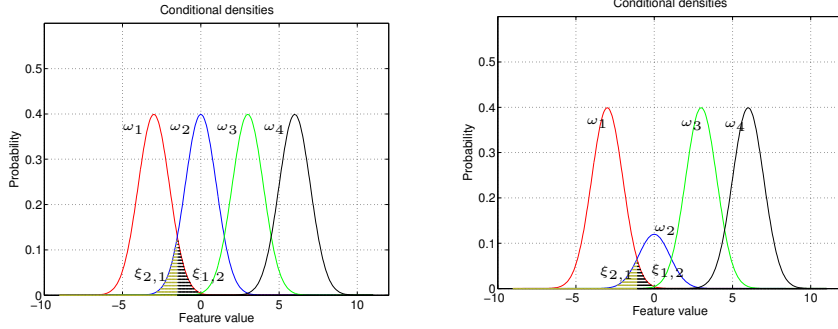 Conditional densities
0.5
0.4
0.3
0.2
0.1
0
Probability
ω1
ω2
ω3
ω4
ξ2,1
ξ1,2
−10
−5
0
5
10
Feature value
Conditional densities
0.5
0.4
0.3
0.2
0.1
0
Probability
ω1
ω3
ω4
ω2
ξ2,1
ξ1,2
−10
−5
0
5
10
Feature value